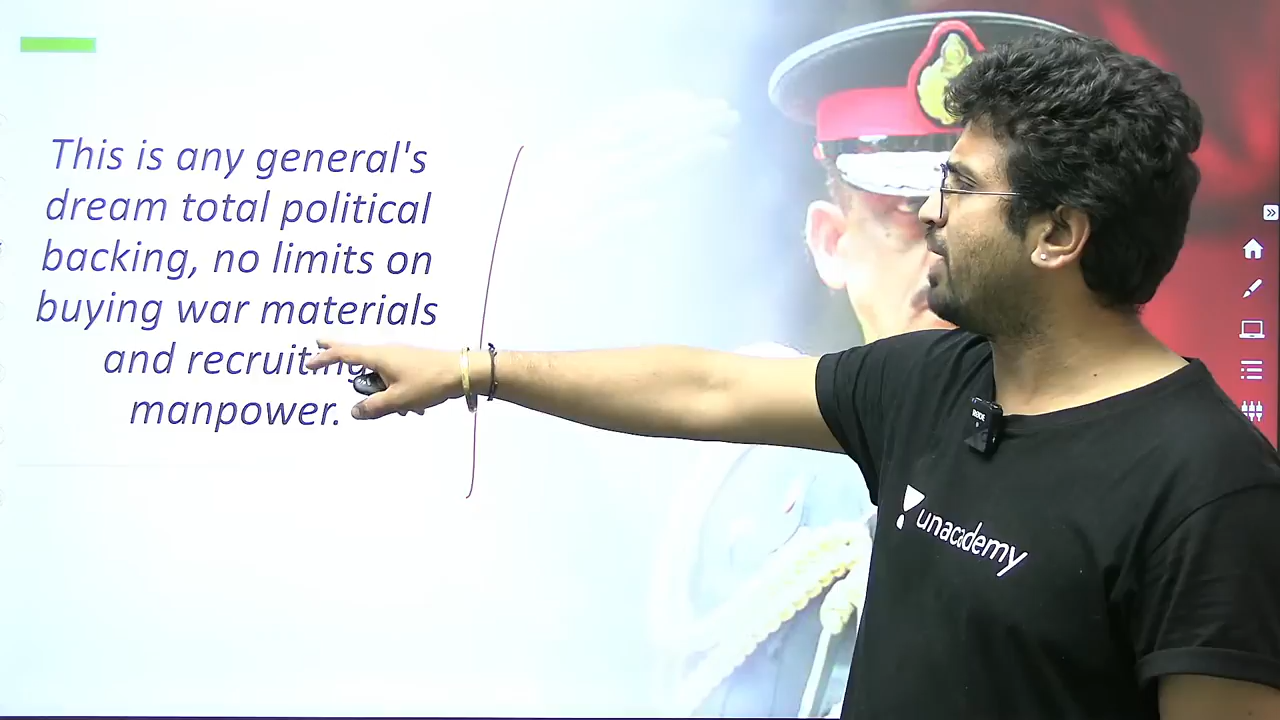 This is any general's
dream total political
backing, no limits on
buying war materials
and recruiting
manpower.
unacademy